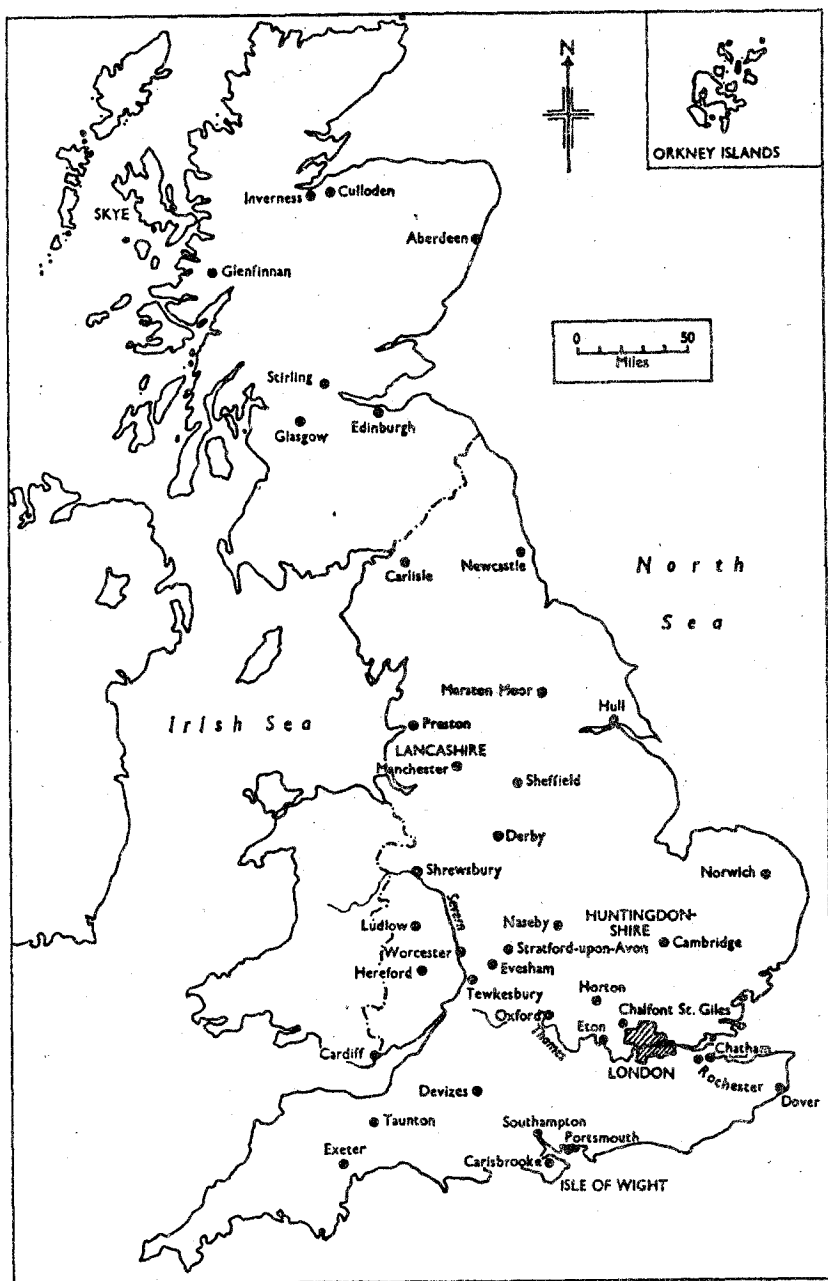 N
ORKNEY ISLANDS
Inverness
Culloden
SKYE
Aberdeen
Glenfinnan
0 50
Miles
Stirling
Glasgow
Edinburgh
Carlisle
Newcastle
North
Sea
Marston Moor
Hull
Irish Sea
Preston
LANCASHIRE
Manchester
Sheffield
Derby
Shrewsbury
Norwich
Severn
Ludlow
Naseby
HUNTINGDON-
SHIRE
Worcester
Stratford-upon-Avon
Cambridge
Hereford
Evesham
Tewkesbury
Horton
Oxford
Chalfont St. Giles
Eton
Thames
Cardiff
Chatham
LONDON
Rochester
Devizes
Dover
Taunton
Southampton
Portsmouth
Exeter
Carisbrooke
ISLE OF WIGHT